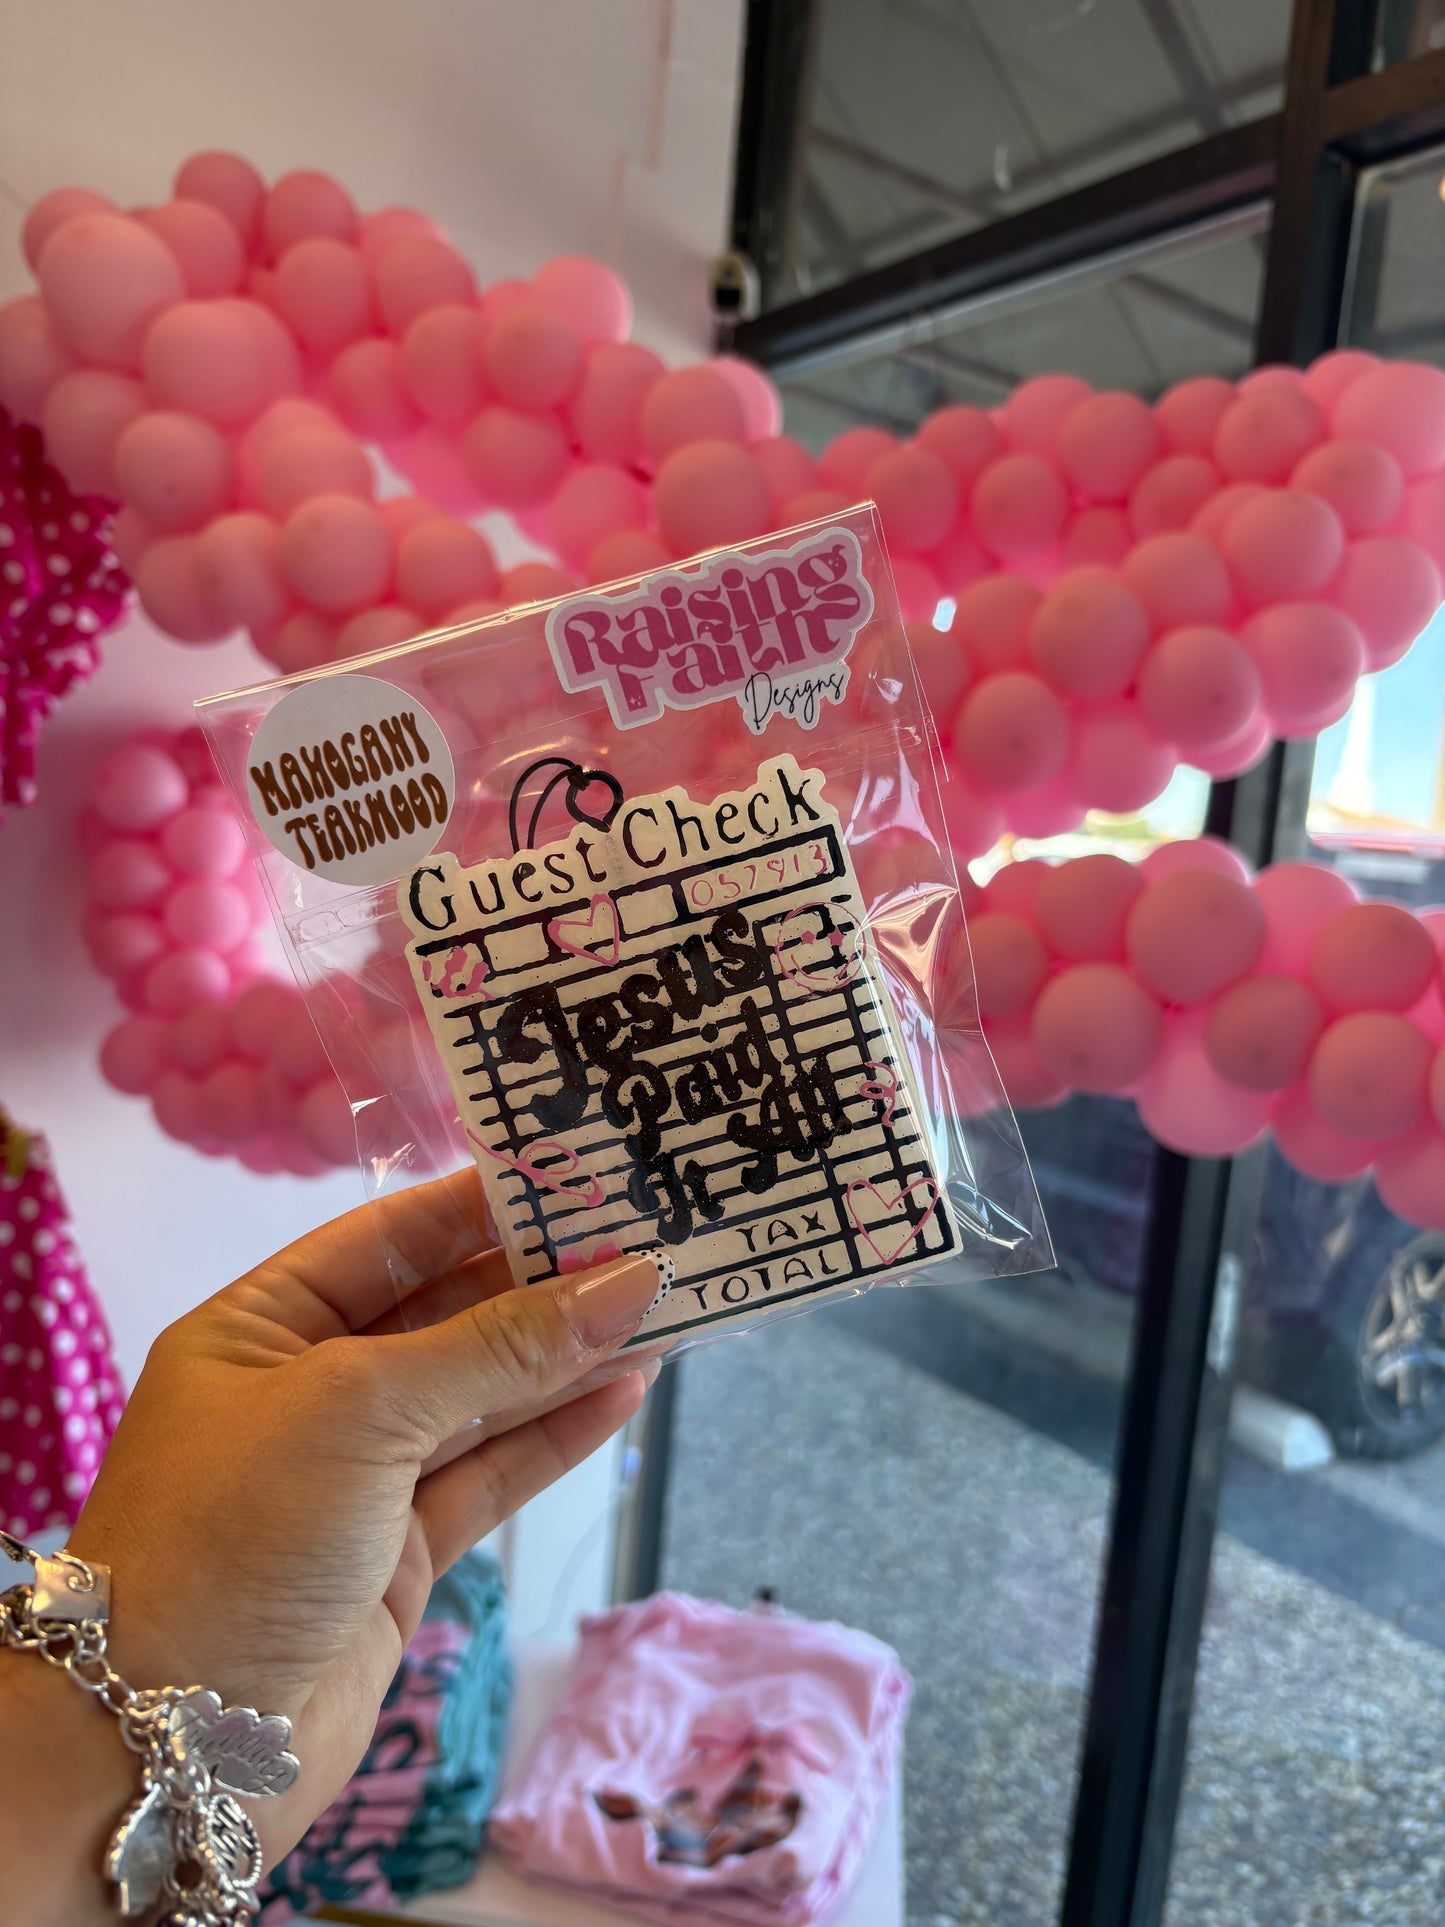 Raising
Faith
Designs
MAHOGANY
TEAKWOOD
Guest Check
057913
Jesus
Paid
It All
TAX
TOTAL